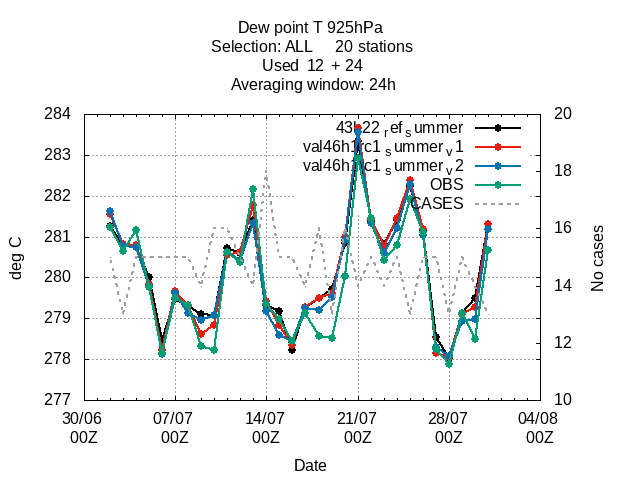 Dew point T 925hPa
Selection: ALL 20 stations
Used 12 + 24
Averaging window: 24h
43h22 ref summer
val46h1rc1 summer v1
val46h1rc1 summer v2
OBS
CASES
284
283
282
281
280
279
278
277
20
18
16
14
12
10
deg C
No cases
30/06 07/07 14/07 21/07 28/07 04/08
00Z 00Z 00Z 00Z 00Z 00Z
Date